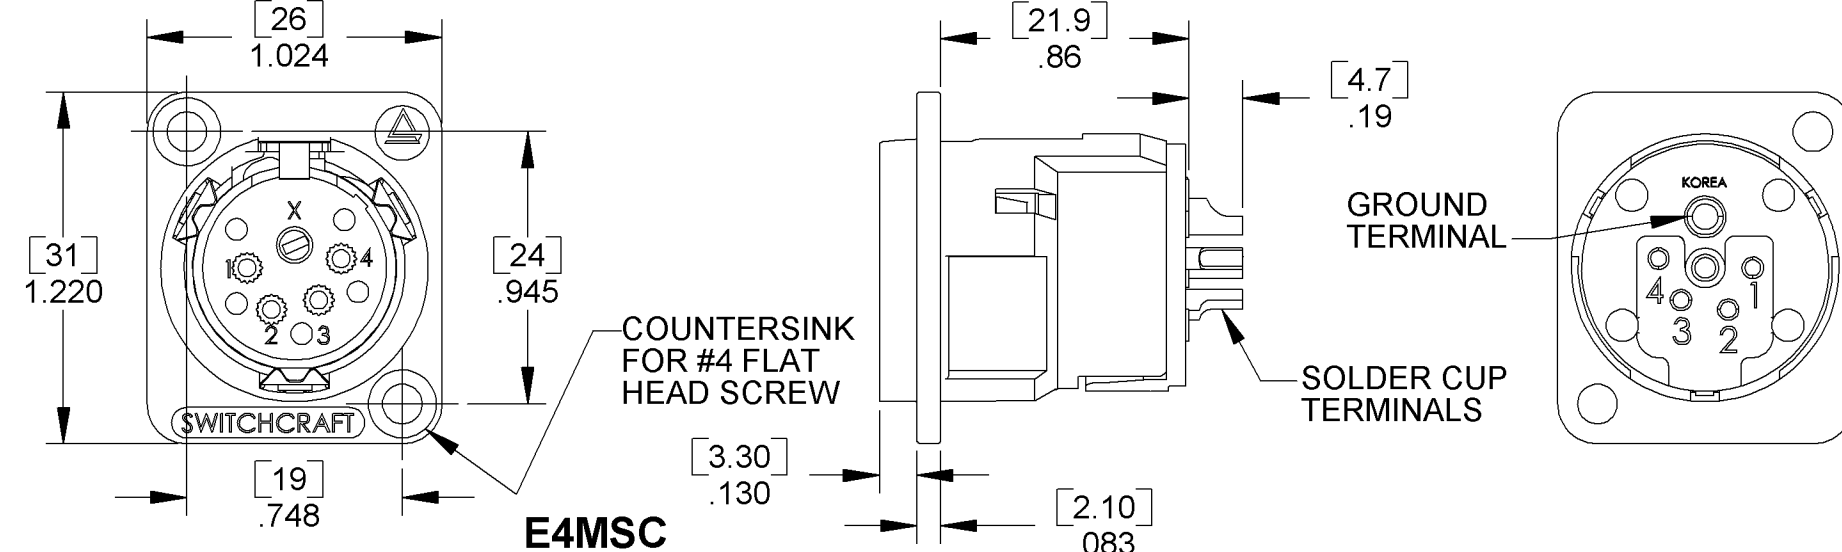 [26]
1.024
[21.9]
.86
[4.7]
.19
[31]
1.220
X
1
4
2
3
[24]
.945
SWITCHCRAFT
COUNTERSINK
FOR #4 FLAT
HEAD SCREW
[19]
.748
E4MSC
[3.30]
.130
[2.10]
.083
SOLDER CUP
TERMINALS
GROUND
TERMINAL
KOREA
4
1
3
2